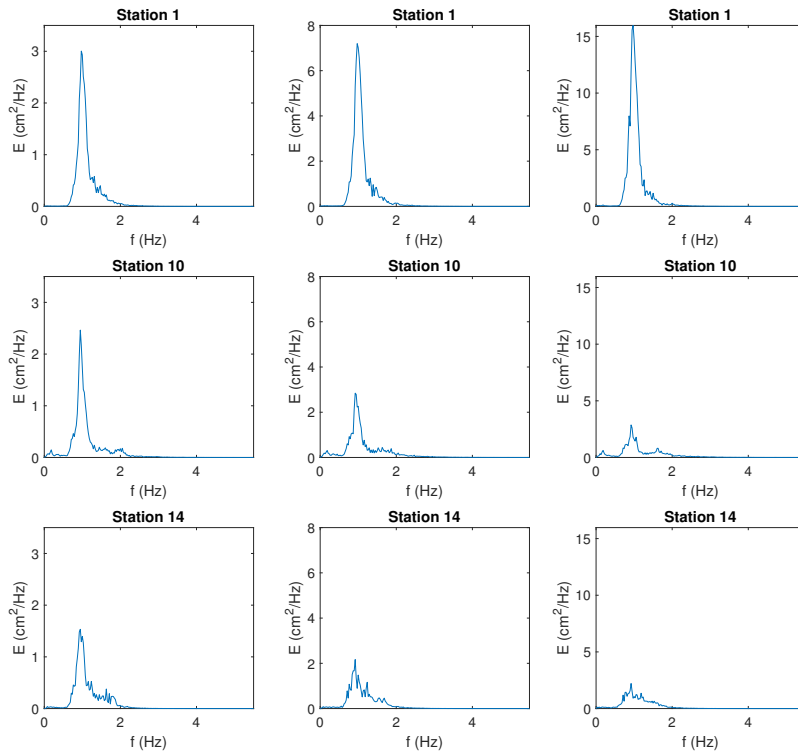 Station 1
E (cm²/Hz)
3
2
1
0
0 2 4
f (Hz)
Station 1
E (cm²/Hz)
8
6
4
2
0
0 2 4
f (Hz)
Station 1
E (cm²/Hz)
15
10
5
0
0 2 4
f (Hz)
Station 10
E (cm²/Hz)
3
2
1
0
0 2 4
f (Hz)
Station 10
E (cm²/Hz)
8
6
4
2
0
0 2 4
f (Hz)
Station 10
E (cm²/Hz)
15
10
5
0
0 2 4
f (Hz)
Station 14
E (cm²/Hz)
3
2
1
0
0 2 4
f (Hz)
Station 14
E (cm²/Hz)
8
6
4
2
0
0 2 4
f (Hz)
Station 14
E (cm²/Hz)
15
10
5
0
0 2 4
f (Hz)